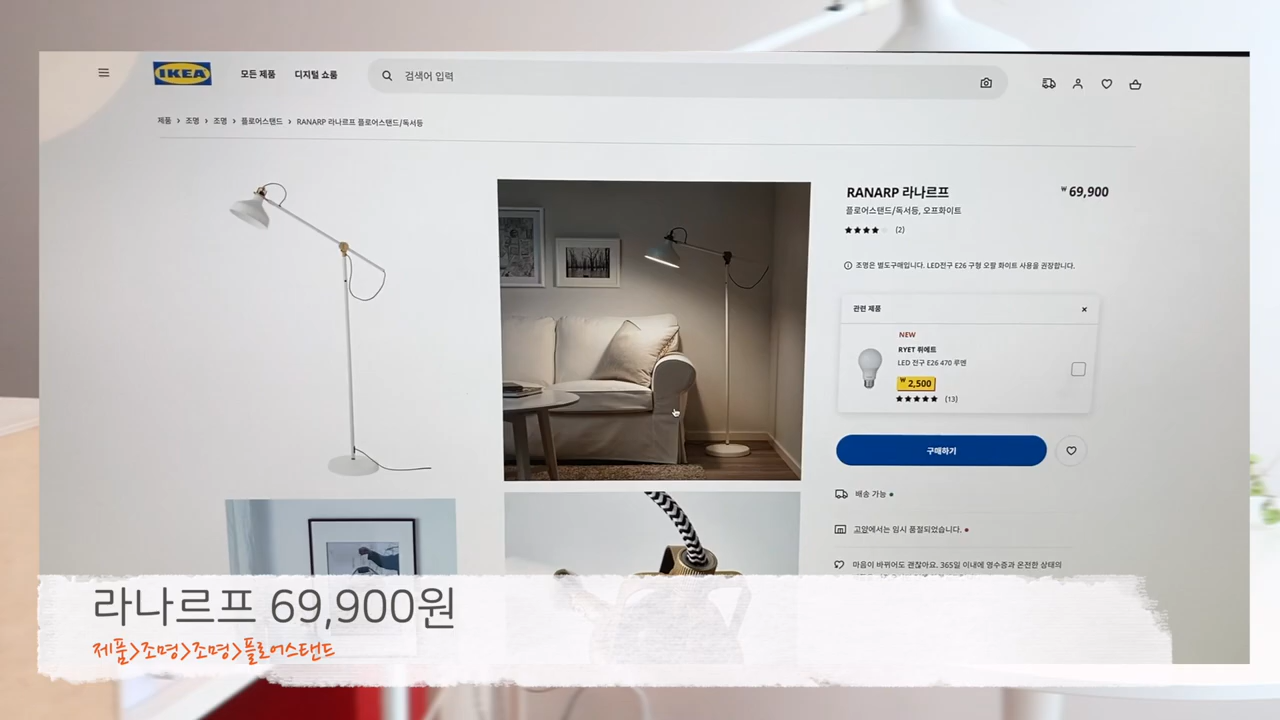 IKEA 모든 제품 디지털 쇼룸 검색어 입력
제품 > 조명 > 조명 > 플로어스탠드 > RANARP 라나르프 플로어스탠드/독서등
RANARP 라나르프 ₩69,900
플로어스탠드/독서등, 오프화이트
(2)
조명은 별도구매입니다. LED전구 E26 구형 오팔 화이트 사용을 권장합니다.
관련 제품
NEW
RYET 뤼에트
LED 전구 E26 470 루멘
₩2,500
(13)
구매하기
배송 가능
고양에서는 임시 품절되었습니다.
마음이 바뀌어도 괜찮아요. 365일 이내에 영수증과 온전한 상태의
라나르프 69,900원
제품>조명>조명>플로어스탠드